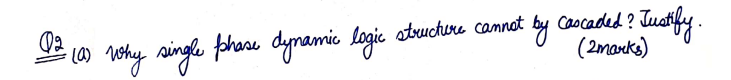 Q2 (a) Why single phase dynamic logic structure cannot by cascaded? Justify.
(2marks)